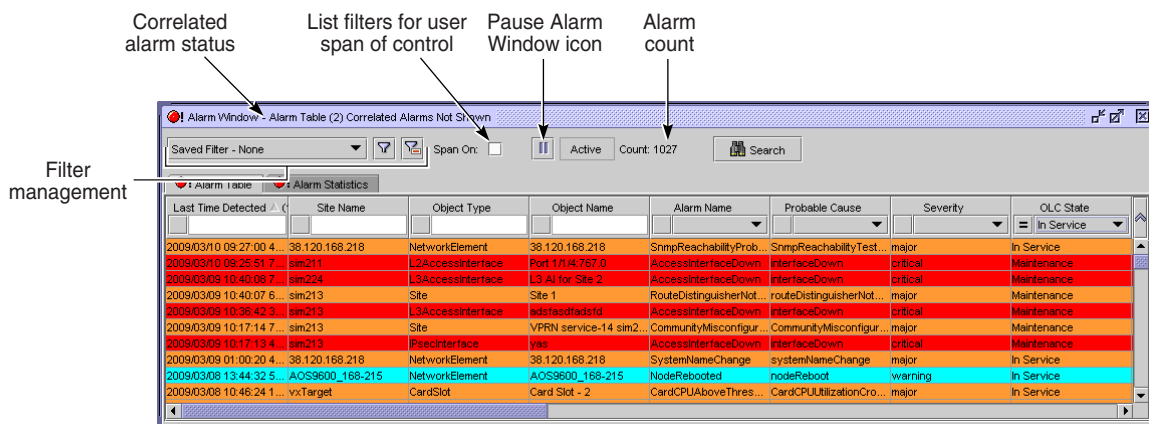 Correlated alarm status
List filters for user span of control
Pause Alarm Window icon
Alarm count
Filter management
Alarm Window - Alarm Table (2) Correlated Alarms Not Shown
Saved Filter - None Span On: Active Count: 1027 Search
Alarm Table Alarm Statistics
Last Time Detected Site Name Object Type Object Name Alarm Name Probable Cause Severity OLC State
= In Service
2009/03/10 09:27:00 4... 38.120.168.218 NetworkElement 38.120.168.218 SnmpReachabilityProb... SnmpReachabilityTest... major In Service
2009/03/10 09:25:51 7... sim211 L2AccessInterface Port 1/1/4:767.0 AccessInterfaceDown interfaceDown critical Maintenance
2009/03/09 10:40:08 7... sim224 L3AccessInterface L3 AI for Site 2 AccessInterfaceDown interfaceDown critical Maintenance
2009/03/09 10:40:07 6... sim213 Site Site 1 RouteDistinguisherNot... routeDistinguisherNot... major Maintenance
2009/03/09 10:36:42 3... sim213 L3AccessInterface adsfasdfadsfd AccessInterfaceDown interfaceDown critical Maintenance
2009/03/09 10:17:14 7... sim213 Site VPRN service-14 sim2... CommunityMisconfigur... CommunityMisconfigur... major Maintenance
2009/03/09 10:17:13 4... sim213 IPsecInterface yas AccessInterfaceDown interfaceDown critical Maintenance
2009/03/09 01:00:20 4... 38.120.168.218 NetworkElement 38.120.168.218 SystemNameChange systemNameChange major In Service
2009/03/08 13:44:32 5... AOS9600_168-215 NetworkElement AOS9600_168-215 NodeRebooted nodeReboot warning In Service
2009/03/08 10:46:24 1... vxTarget CardSlot Card Slot - 2 CardCPUAboveThres... CardCPUUtilizationCro... major In Service